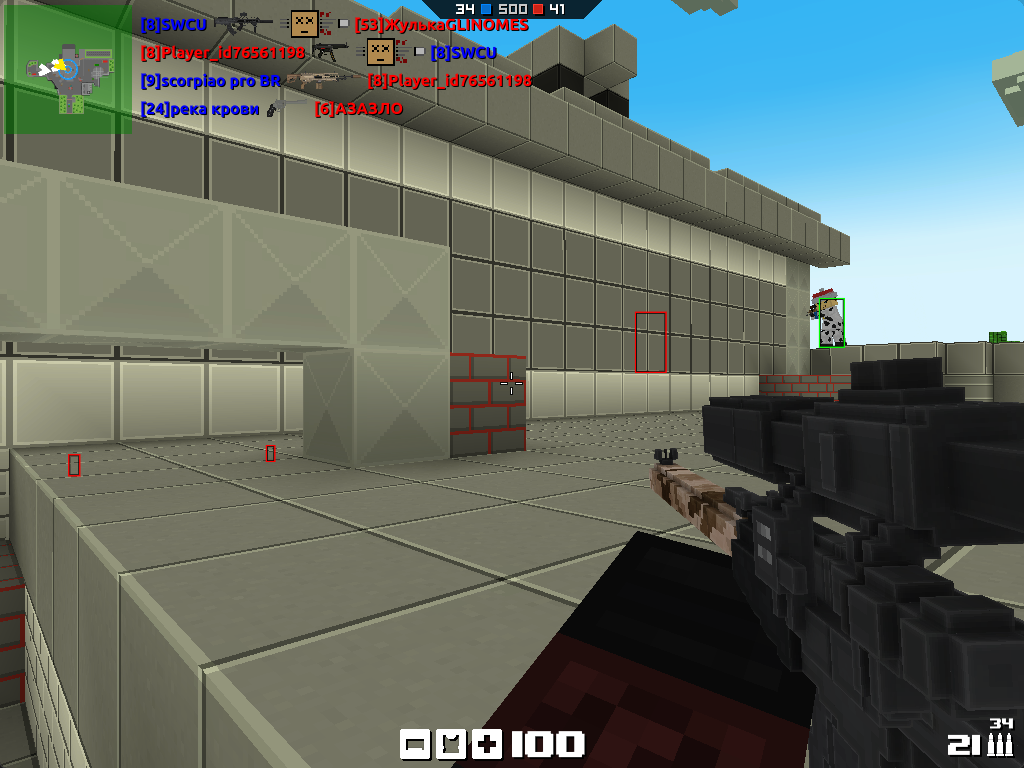 34 500 41
[8]SWCU [53]ЖулькаGLINOMES
[8]Player_id76561198 [8]SWCU
[9]scorpiao pro BR [8]Player_id76561198
[24]река крови [6]АЗАЗЛО
34
100 21